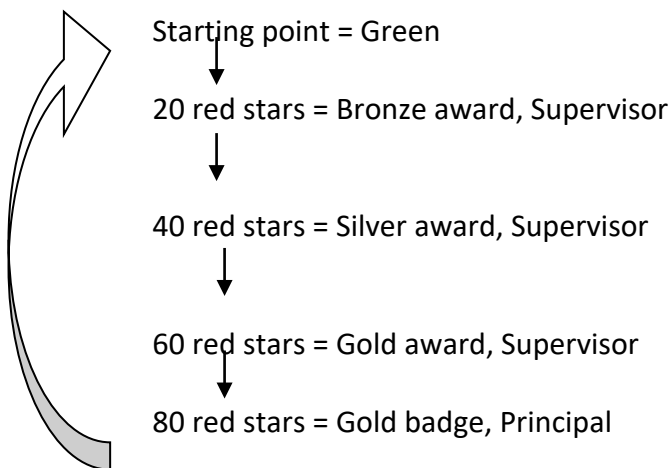 Starting point = Green
20 red stars = Bronze award, Supervisor
40 red stars = Silver award, Supervisor
60 red stars = Gold award, Supervisor
80 red stars = Gold badge, Principal